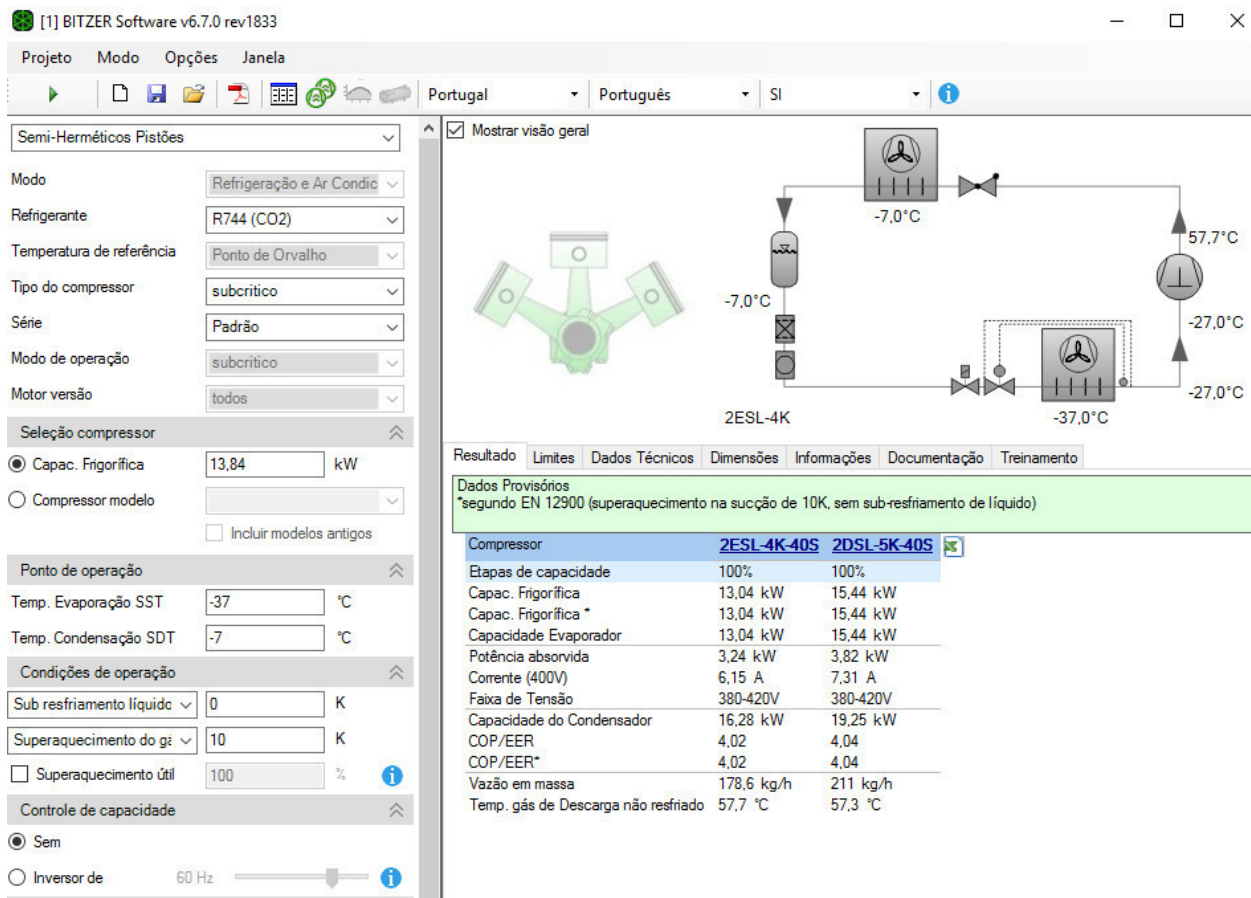 [1] BITZER Software v6.7.0 rev1833
Projeto Modo Opções Janela
Portugal Português SI
Semi-Herméticos Pistões
Modo Refrigeração e Ar Condic
Refrigerante R744 (CO2)
Temperatura de referência Ponto de Orvalho
Tipo do compressor subcritico
Série Padrão
Modo de operação subcritico
Motor versão todos
Seleção compressor
Capac. Frigorífica 13,84 kW
Compressor modelo
Incluir modelos antigos
Ponto de operação
Temp. Evaporação SST -37 °C
Temp. Condensação SDT -7 °C
Condições de operação
Sub resfriamento líquido 0 K
Superaquecimento do gá 10 K
Superaquecimento útil 100 %
Controle de capacidade
Sem
Inversor de 60 Hz
Mostrar visão geral
-7,0°C
57,7°C
-7,0°C
-27,0°C
-27,0°C
2ESL-4K
-37,0°C
Resultado Limites Dados Técnicos Dimensões Informações Documentação Treinamento
Dados Provisórios
*segundo EN 12900 (superaquecimento na sucção de 10K, sem sub-resfriamento de líquido)
Compressor 2ESL-4K-40S 2DSL-5K-40S
Etapas de capacidade 100% 100%
Capac. Frigorífica 13,04 kW 15,44 kW
Capac. Frigorífica * 13,04 kW 15,44 kW
Capacidade Evaporador 13,04 kW 15,44 kW
Potência absorvida 3,24 kW 3,82 kW
Corrente (400V) 6,15 A 7,31 A
Faixa de Tensão 380-420V 380-420V
Capacidade do Condensador 16,28 kW 19,25 kW
COP/EER 4,02 4,04
COP/EER* 4,02 4,04
Vazão em massa 178,6 kg/h 211 kg/h
Temp. gás de Descarga não resfriado 57,7 °C 57,3 °C